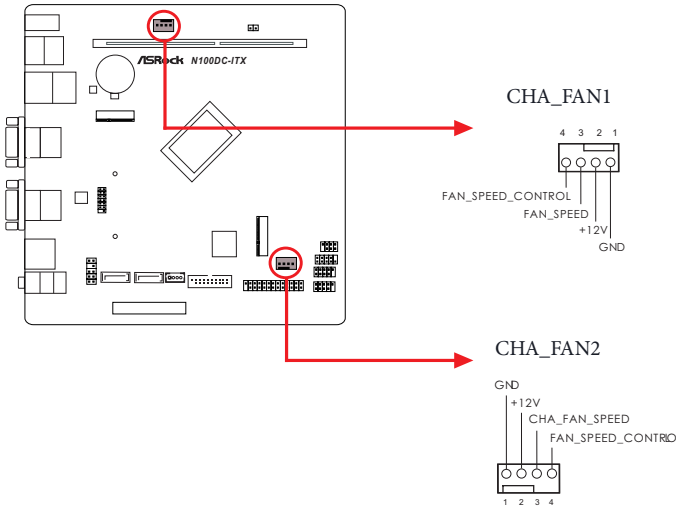 ASRock N100DC-ITX
CHA_FAN1
4 3 2 1
FAN_SPEED_CONTROL
FAN_SPEED
+12V
GND
CHA_FAN2
GND
+12V
CHA_FAN_SPEED
FAN_SPEED_CONTRLO
1 2 3 4